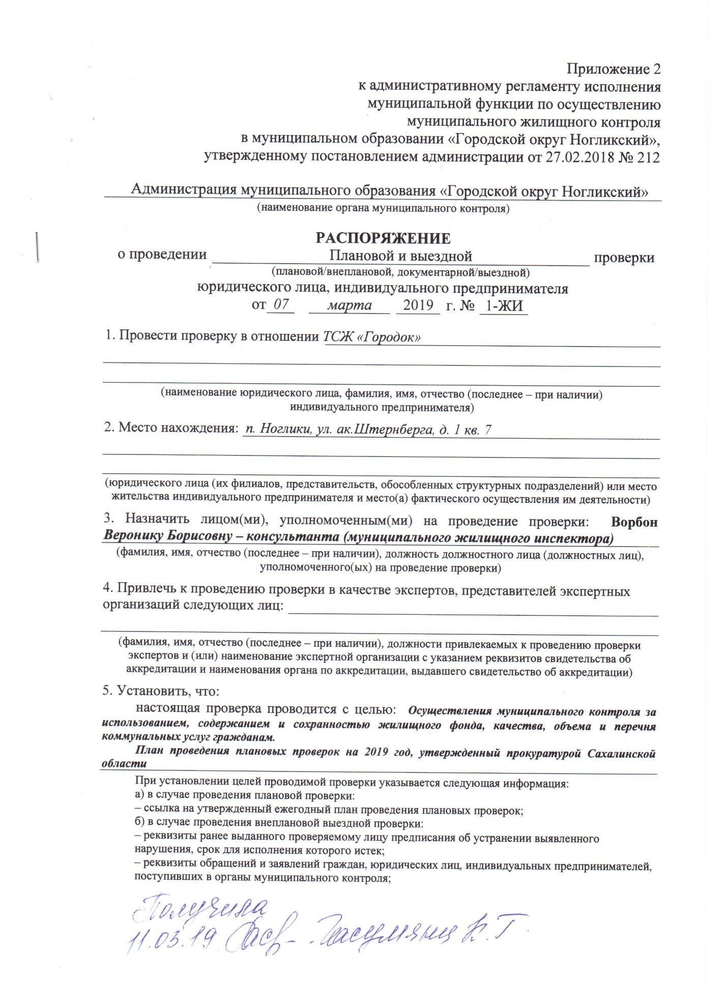 Приложение 2
к административному регламенту исполнения
муниципальной функции по осуществлению
муниципального жилищного контроля
в муниципальном образовании «Городской округ Ногликский»,
утвержденному постановлением администрации от 27.02.2018 № 212
Администрация муниципального образования «Городской округ Ногликский»
(наименование органа муниципального контроля)
РАСПОРЯЖЕНИЕ
о проведении Плановой и выездной проверки
(плановой/внеплановой, документарной/выездной)
юридического лица, индивидуального предпринимателя
от 07 марта 2019 г. № 1-ЖИ
1. Провести проверку в отношении ТСЖ «Городок»
(наименование юридического лица, фамилия, имя, отчество (последнее – при наличии)
индивидуального предпринимателя)
2. Место нахождения: п. Ноглики, ул. ак.Штернберга, д. 1 кв. 7
(юридического лица (их филиалов, представительств, обособленных структурных подразделений) или место
жительства индивидуального предпринимателя и место(а) фактического осуществления им деятельности)
3. Назначить лицом(ми), уполномоченным(ми) на проведение проверки: Ворбон
Веронику Борисовну – консультанта (муниципального жилищного инспектора)
(фамилия, имя, отчество (последнее – при наличии), должность должностного лица (должностных лиц),
уполномоченного(ых) на проведение проверки)
4. Привлечь к проведению проверки в качестве экспертов, представителей экспертных
организаций следующих лиц:
(фамилия, имя, отчество (последнее – при наличии), должности привлекаемых к проведению проверки
экспертов и (или) наименование экспертной организации с указанием реквизитов свидетельства об
аккредитации и наименования органа по аккредитации, выдавшего свидетельство об аккредитации)
5. Установить, что:
настоящая проверка проводится с целью: Осуществления муниципального контроля за
использованием, содержанием и сохранностью жилищного фонда, качества, объема и перечня
коммунальных услуг гражданам.
План проведения плановых проверок на 2019 год, утвержденный прокуратурой Сахалинской
области
При установлении целей проводимой проверки указывается следующая информация:
а) в случае проведения плановой проверки:
– ссылка на утвержденный ежегодный план проведения плановых проверок;
б) в случае проведения внеплановой выездной проверки:
– реквизиты ранее выданного проверяемому лицу предписания об устранении выявленного
нарушения, срок для исполнения которого истек;
– реквизиты обращений и заявлений граждан, юридических лиц, индивидуальных предпринимателей,
поступивших в органы муниципального контроля;
Получила
11.03.19 К.Г.